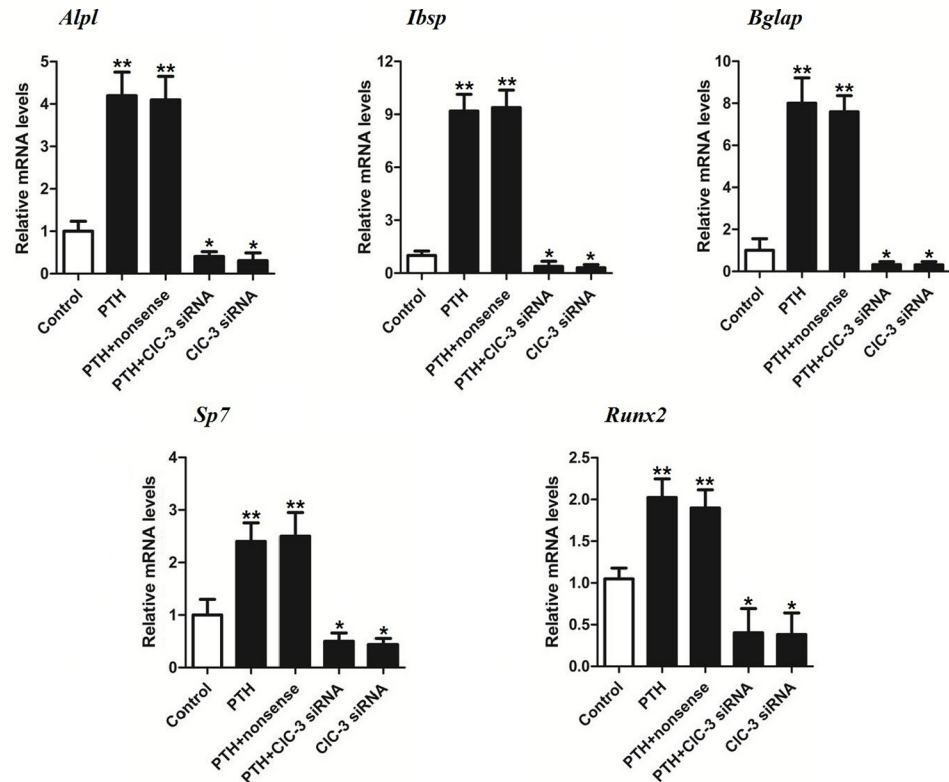 Alpl
Relative mRNA levels
5
4
3
2
1
0
**
**
*
*
Control
PTH
PTH+nonsense
PTH+ClC-3 siRNA
ClC-3 siRNA
Ibsp
Relative mRNA levels
12
9
6
3
0
**
**
*
*
Control
PTH
PTH+nonsense
PTH+ClC-3 siRNA
ClC-3 siRNA
Bglap
Relative mRNA levels
10
8
6
4
2
0
**
**
*
*
Control
PTH
PTH+nonsense
PTH+ClC-3 siRNA
ClC-3 siRNA
Sp7
Relative mRNA levels
4
3
2
1
0
**
**
*
*
Control
PTH
PTH+nonsense
PTH+ClC-3 siRNA
ClC-3 siRNA
Runx2
Relative mRNA levels
2.5
2.0
1.5
1.0
0.5
0.0
**
**
*
*
Control
PTH
PTH+nonsense
PTH+ClC-3 siRNA
ClC-3 siRNA